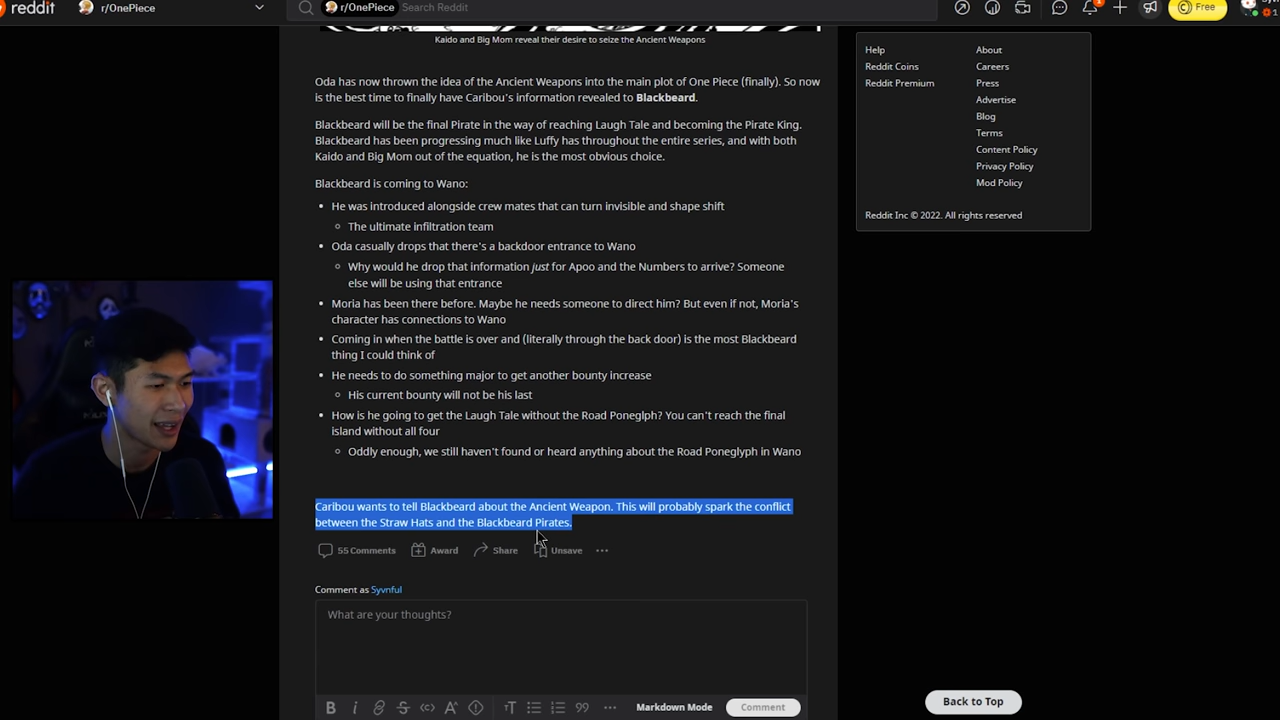 reddit
r/OnePiece
r/OnePiece
Search Reddit
1
Free
Kaido and Big Mom reveal their desire to seize the Ancient Weapons
Oda has now thrown the idea of the Ancient Weapons into the main plot of One Piece (finally). So now
is the best time to finally have Caribou's information revealed to Blackbeard.
Blackbeard will be the final Pirate in the way of reaching Laugh Tale and becoming the Pirate King.
Blackbeard has been progressing much like Luffy has throughout the entire series, and with both
Kaido and Big Mom out of the equation, he is the most obvious choice.
Blackbeard is coming to Wano:
He was introduced alongside crew mates that can turn invisible and shape shift
The ultimate infiltration team
Oda casually drops that there's a backdoor entrance to Wano
Why would he drop that information just for Apoo and the Numbers to arrive? Someone
else will be using that entrance
Moria has been there before. Maybe he needs someone to direct him? But even if not, Moria's
character has connections to Wano
Coming in when the battle is over and (literally through the back door) is the most Blackbeard
thing I could think of
He needs to do something major to get another bounty increase
His current bounty will not be his last
How is he going to get the Laugh Tale without the Road Poneglph? You can't reach the final
island without all four
Oddly enough, we still haven't found or heard anything about the Road Poneglyph in Wano
Caribou wants to tell Blackbeard about the Ancient Weapon. This will probably spark the conflict
between the Straw Hats and the Blackbeard Pirates.
55 Comments Award Share Unsave
Comment as Syvnful
What are your thoughts?
Markdown Mode Comment
Help About
Reddit Coins Careers
Reddit Premium Press
Advertise
Blog
Terms
Content Policy
Privacy Policy
Mod Policy
Reddit Inc © 2022. All rights reserved
Back to Top